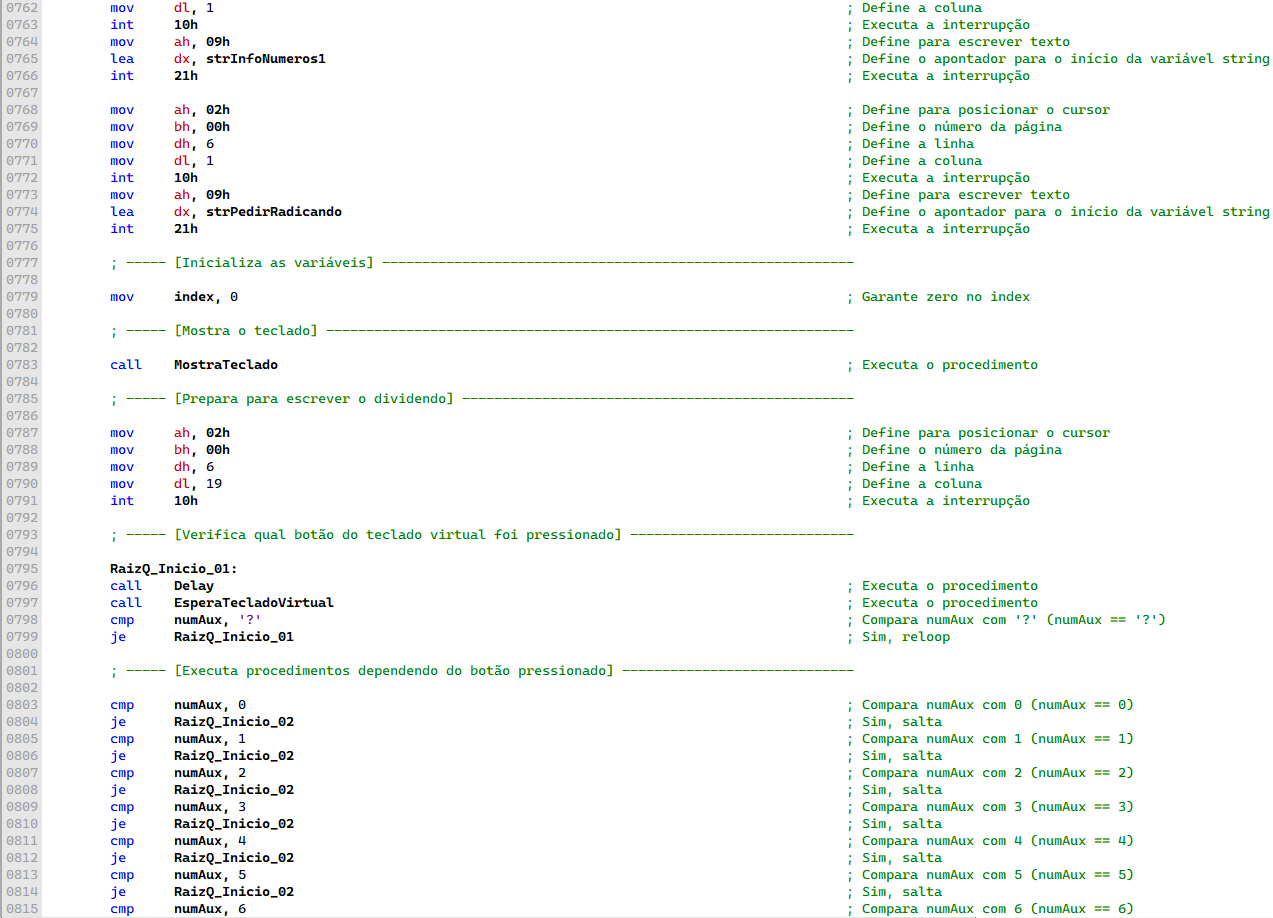 0762 mov dl, 1 ; Define a coluna
0763 int 10h ; Executa a interrupção
0764 mov ah, 09h ; Define para escrever texto
0765 lea dx, strInfoNumeros1 ; Define o apontador para o início da variável string
0766 int 21h ; Executa a interrupção
0767
0768 mov ah, 02h ; Define para posicionar o cursor
0769 mov bh, 00h ; Define o número da página
0770 mov dh, 6 ; Define a linha
0771 mov dl, 1 ; Define a coluna
0772 int 10h ; Executa a interrupção
0773 mov ah, 09h ; Define para escrever texto
0774 lea dx, strPedirRadicando ; Define o apontador para o início da variável string
0775 int 21h ; Executa a interrupção
0776
0777 ; ----- [Inicializa as variáveis] -----------------------------------------------------------
0778
0779 mov index, 0 ; Garante zero no index
0780
0781 ; ----- [Mostra o teclado] ------------------------------------------------------------------
0782
0783 call MostraTeclado ; Executa o procedimento
0784
0785 ; ----- [Prepara para escrever o dividendo] -------------------------------------------------
0786
0787 mov ah, 02h ; Define para posicionar o cursor
0788 mov bh, 00h ; Define o número da página
0789 mov dh, 6 ; Define a linha
0790 mov dl, 19 ; Define a coluna
0791 int 10h ; Executa a interrupção
0792
0793 ; ----- [Verifica qual botão do teclado virtual foi pressionado] ----------------------------
0794
0795 RaizQ_Inicio_01:
0796 call Delay ; Executa o procedimento
0797 call EsperaTecladoVirtual ; Executa o procedimento
0798 cmp numAux, '?' ; Compara numAux com '?' (numAux == '?')
0799 je RaizQ_Inicio_01 ; Sim, reloop
0800
0801 ; ----- [Executa procedimentos dependendo do botão pressionado] -----------------------------
0802
0803 cmp numAux, 0 ; Compara numAux com 0 (numAux == 0)
0804 je RaizQ_Inicio_02 ; Sim, salta
0805 cmp numAux, 1 ; Compara numAux com 1 (numAux == 1)
0806 je RaizQ_Inicio_02 ; Sim, salta
0807 cmp numAux, 2 ; Compara numAux com 2 (numAux == 2)
0808 je RaizQ_Inicio_02 ; Sim, salta
0809 cmp numAux, 3 ; Compara numAux com 3 (numAux == 3)
0810 je RaizQ_Inicio_02 ; Sim, salta
0811 cmp numAux, 4 ; Compara numAux com 4 (numAux == 4)
0812 je RaizQ_Inicio_02 ; Sim, salta
0813 cmp numAux, 5 ; Compara numAux com 5 (numAux == 5)
0814 je RaizQ_Inicio_02 ; Sim, salta
0815 cmp numAux, 6 ; Compara numAux com 6 (numAux == 6)